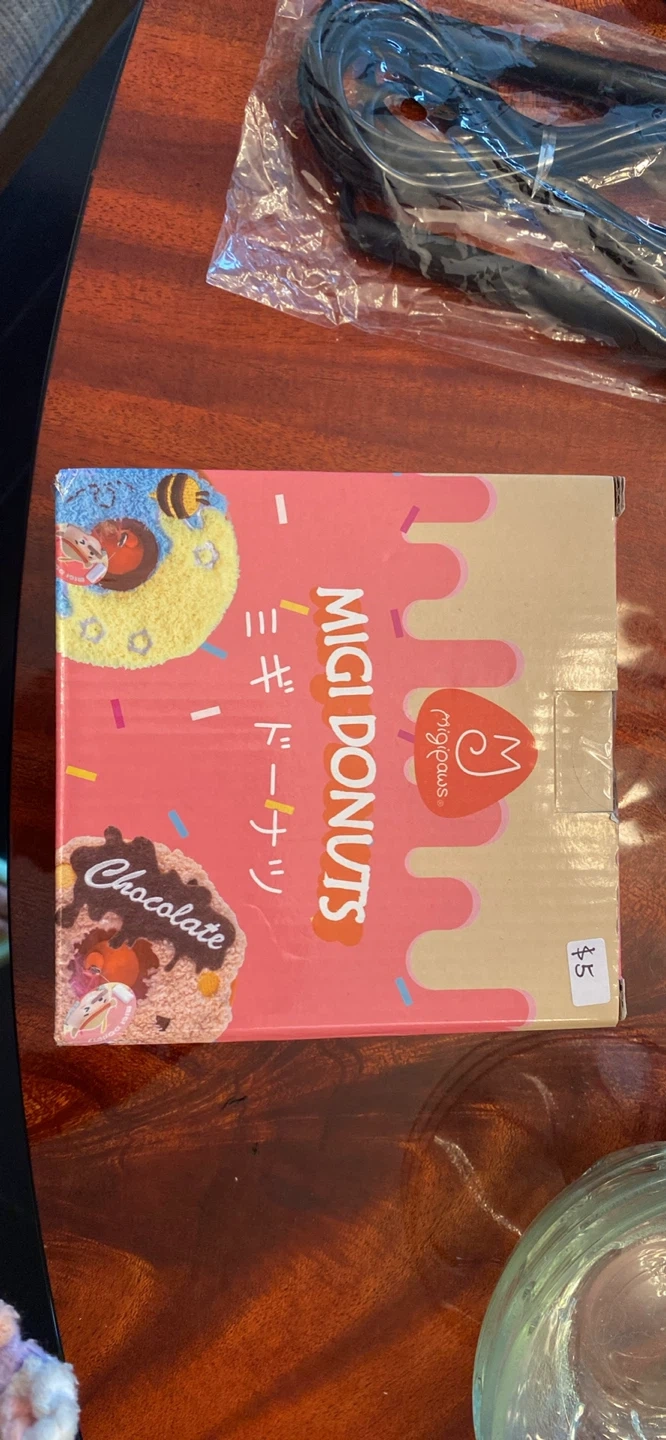 $5
Migipaws®
MIGI DONUTS
ミギ ドーナツ
Chocolate